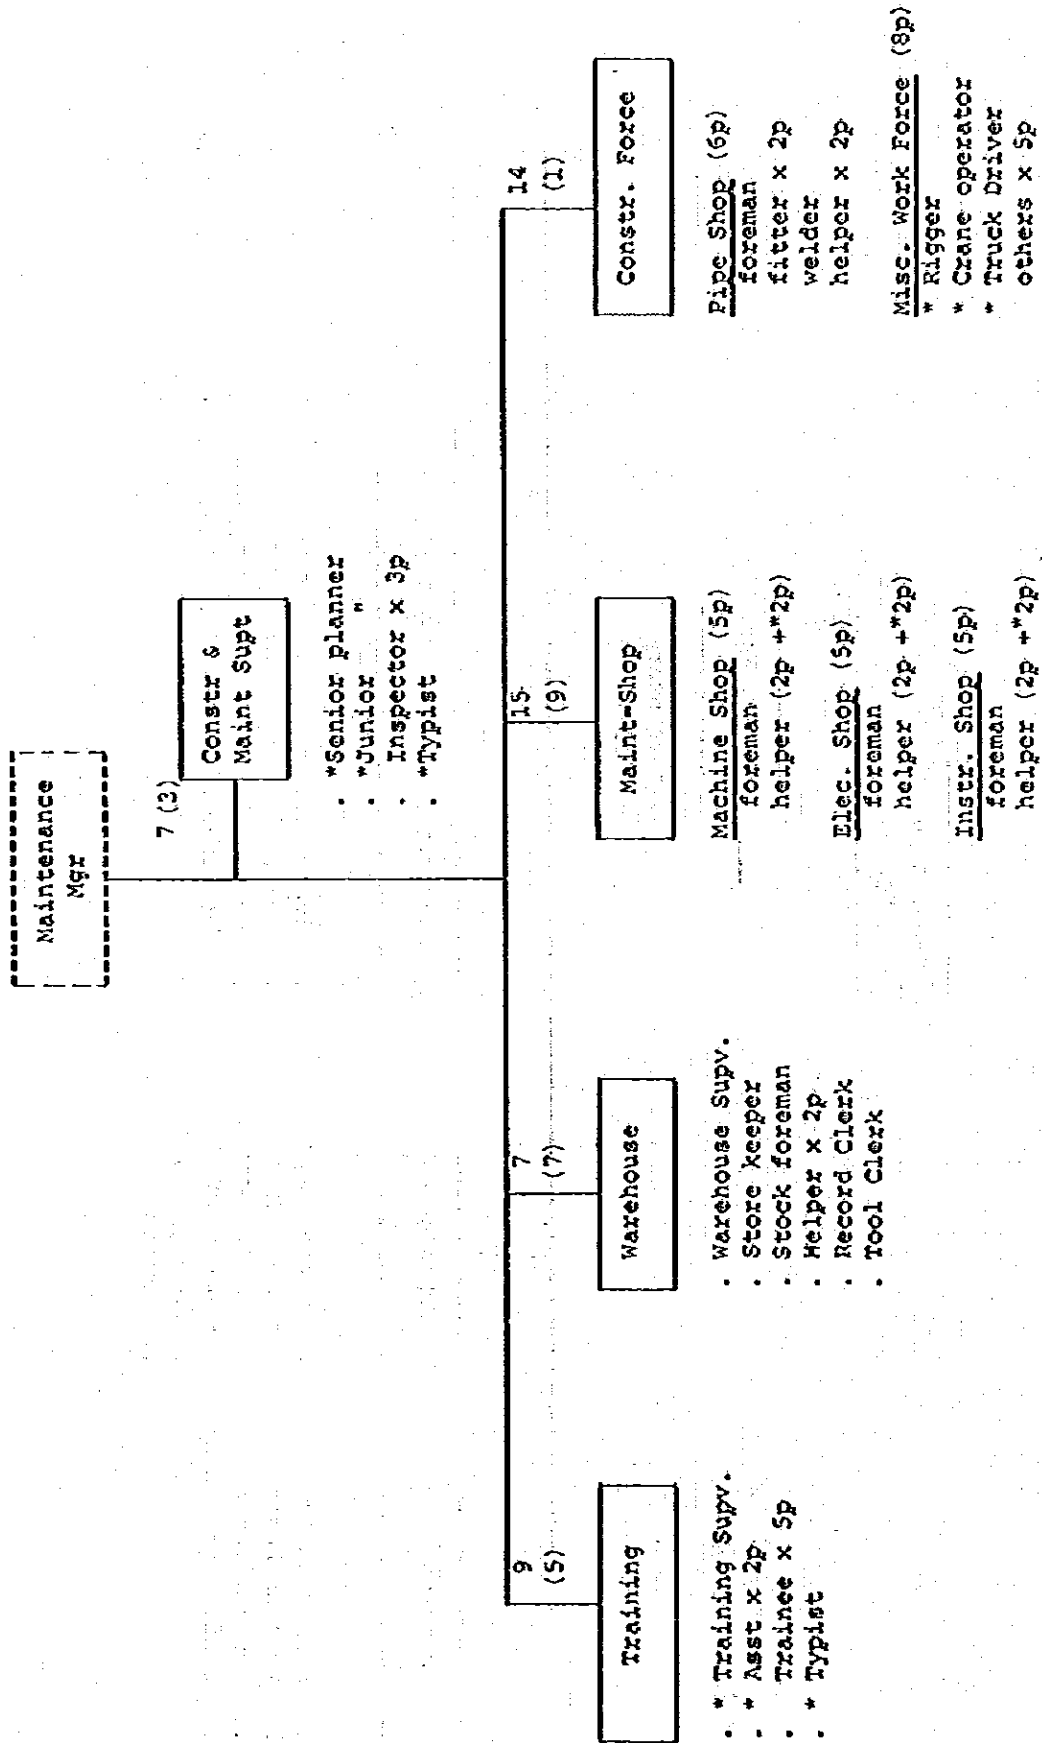 Maintenance
Mgr
7 (3)
Constr &
Maint Supt
. *Senior planner
. *Junior "
. Inspector x 3p
. *Typist
9
(5)
Training
. * Training Supv.
. * Asst x 2p
. Trainee x 5p
. * Typist
7
(7)
Warehouse
. Warehouse Supv.
. Store keeper
. Stock foreman
. Helper x 2p
. Record Clerk
. Tool Clerk
15
(9)
Maint-Shop
Machine Shop (5p)
foreman
helper (2p +*2p)
Elec. Shop (5p)
foreman
helper (2p +*2p)
Instr. Shop (5p)
foreman
helper (2p +*2p)
14
(1)
Constr. Force
Pipe Shop (6p)
foreman
fitter x 2p
welder
helper x 2p
Misc. Work Force (8p)
* Rigger
* Crane operator
* Truck Driver
others x 5p